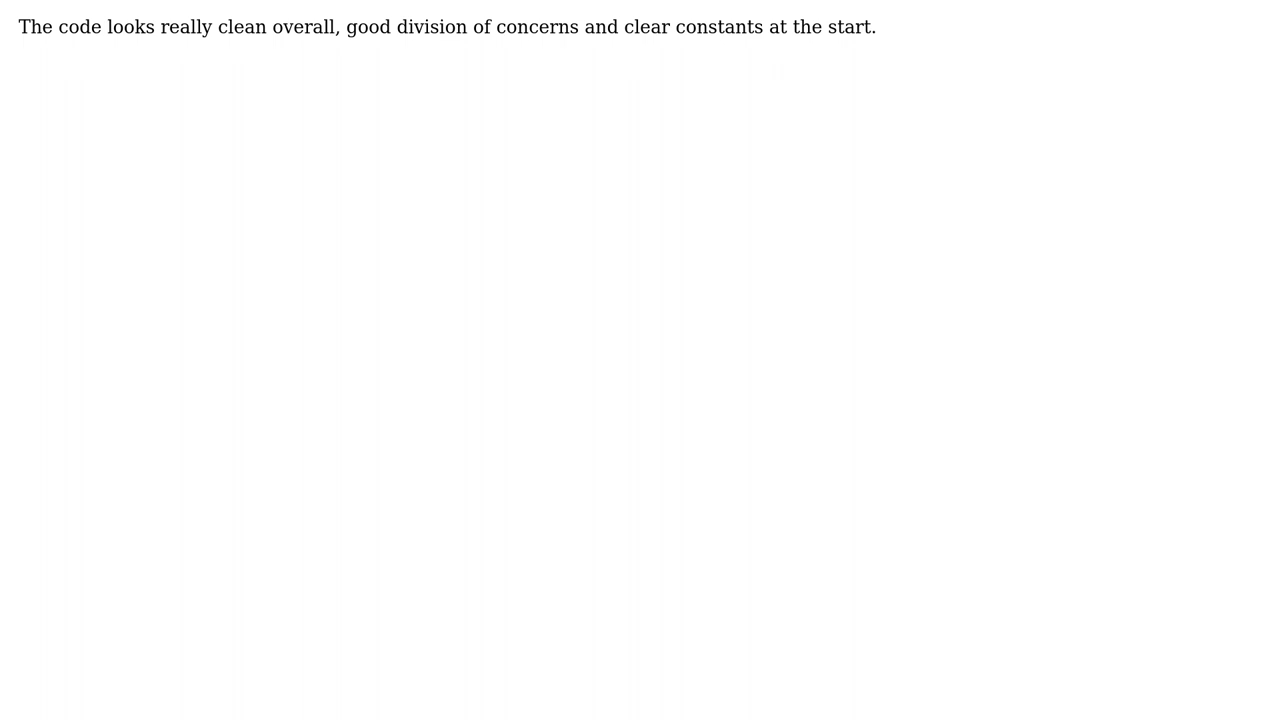 The code looks really clean overall, good division of concerns and clear constants at the start.